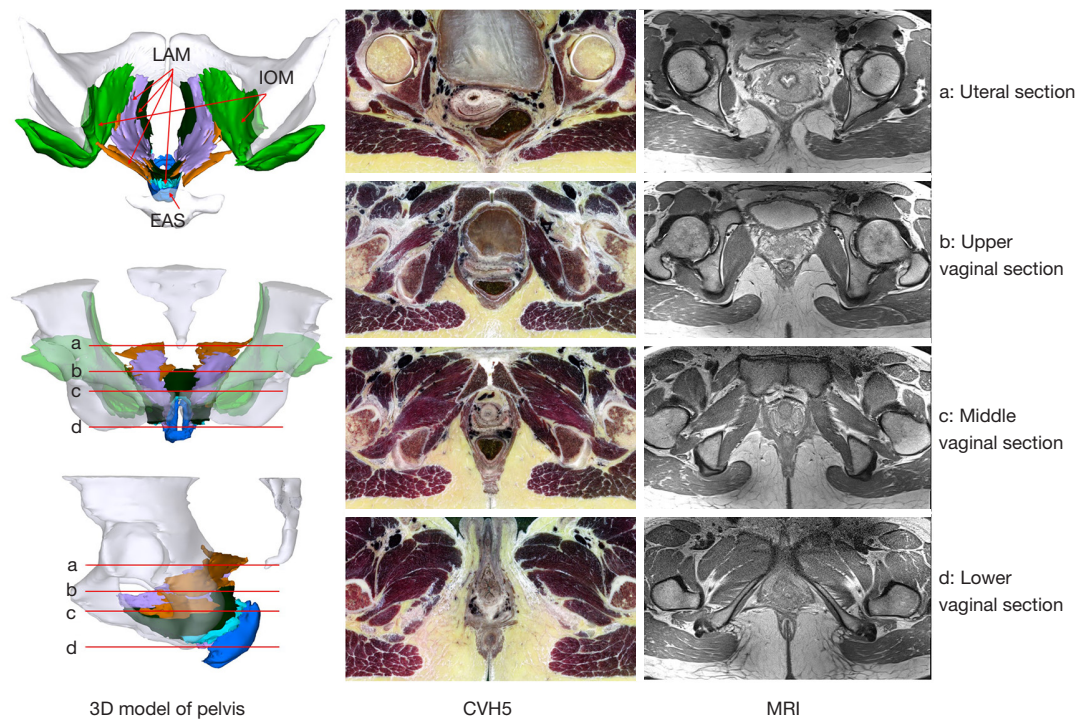 LAM
IOM
EAS
a: Uteral section
b: Upper
vaginal section
a
b
c
d
c: Middle
vaginal section
a
b
c
d
d: Lower
vaginal section
3D model of pelvis
CVH5
MRI